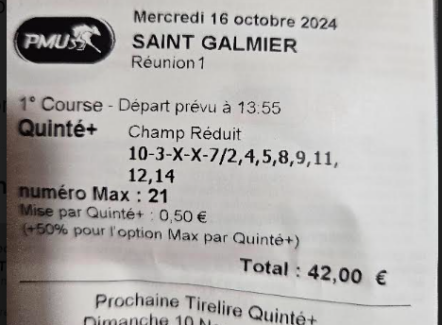 Mercredi 16 octobre 2024
PMU
SAINT GALMIER
Réunion 1
1° Course - Départ prévu à 13:55
Quinté+ Champ Réduit
10-3-X-X-7/2,4,5,8,9,11,
12,14
numéro Max : 21
Mise par Quinté+ : 0,50 €
(+50% pour l'option Max par Quinté+)
Total : 42,00 €
Prochaine Tirelire Quinté+
Dimanche 10